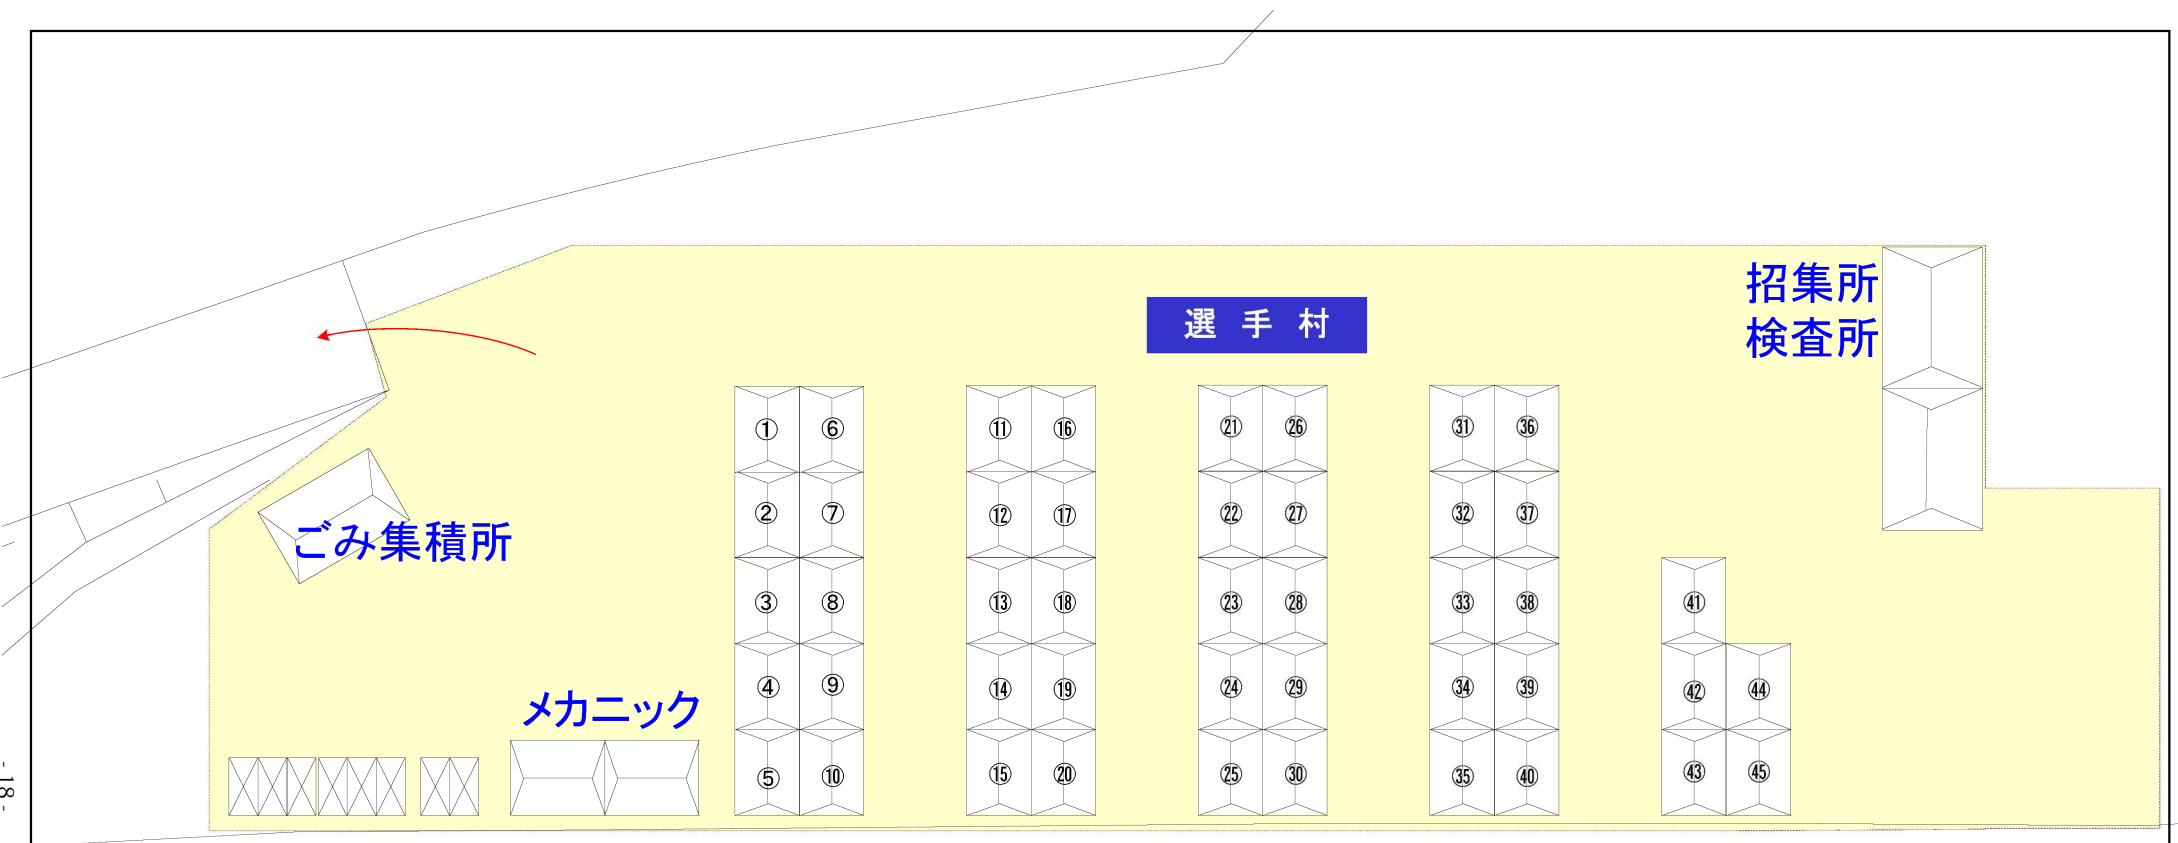 選手村
招集所
検査所
① ⑥ ⑪ ⑯ ㉑ ㉖ ㉛ ㊱
② ⑦ ⑫ ⑰ ㉒ ㉗ ㉜ ㊲
ごみ集積所
③ ⑧ ⑬ ⑱ ㉓ ㉘ ㉝ ㊳ ㊶
④ ⑨ ⑭ ⑲ ㉔ ㉙ ㉞ ㊴ ㊷ ㊹
メカニック
⑤ ⑩ ⑮ ⑳ ㉕ ㉚ ㉟ ㊵ ㊸ ㊺
- 18 -